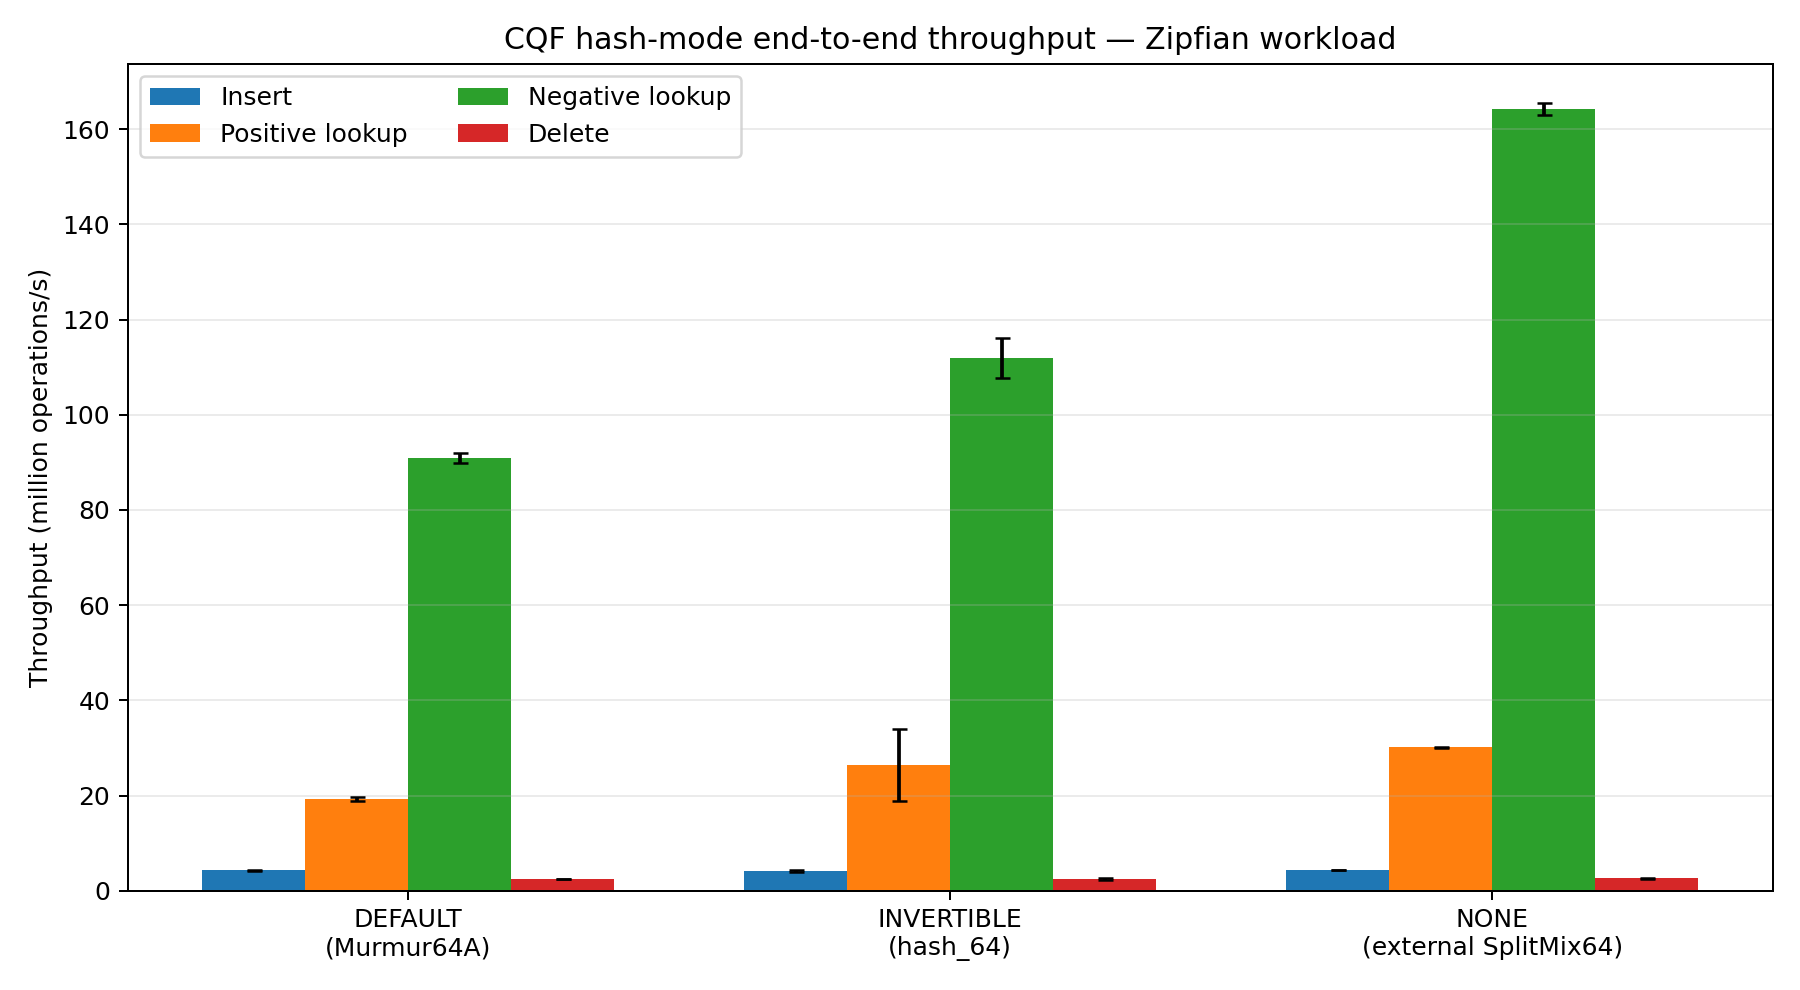 CQF hash-mode end-to-end throughput — Zipfian workload
Insert
Positive lookup
Negative lookup
Delete
Throughput (million operations/s)
160
140
120
100
80
60
40
20
0
DEFAULT
(Murmur64A)
INVERTIBLE
(hash_64)
NONE
(external SplitMix64)